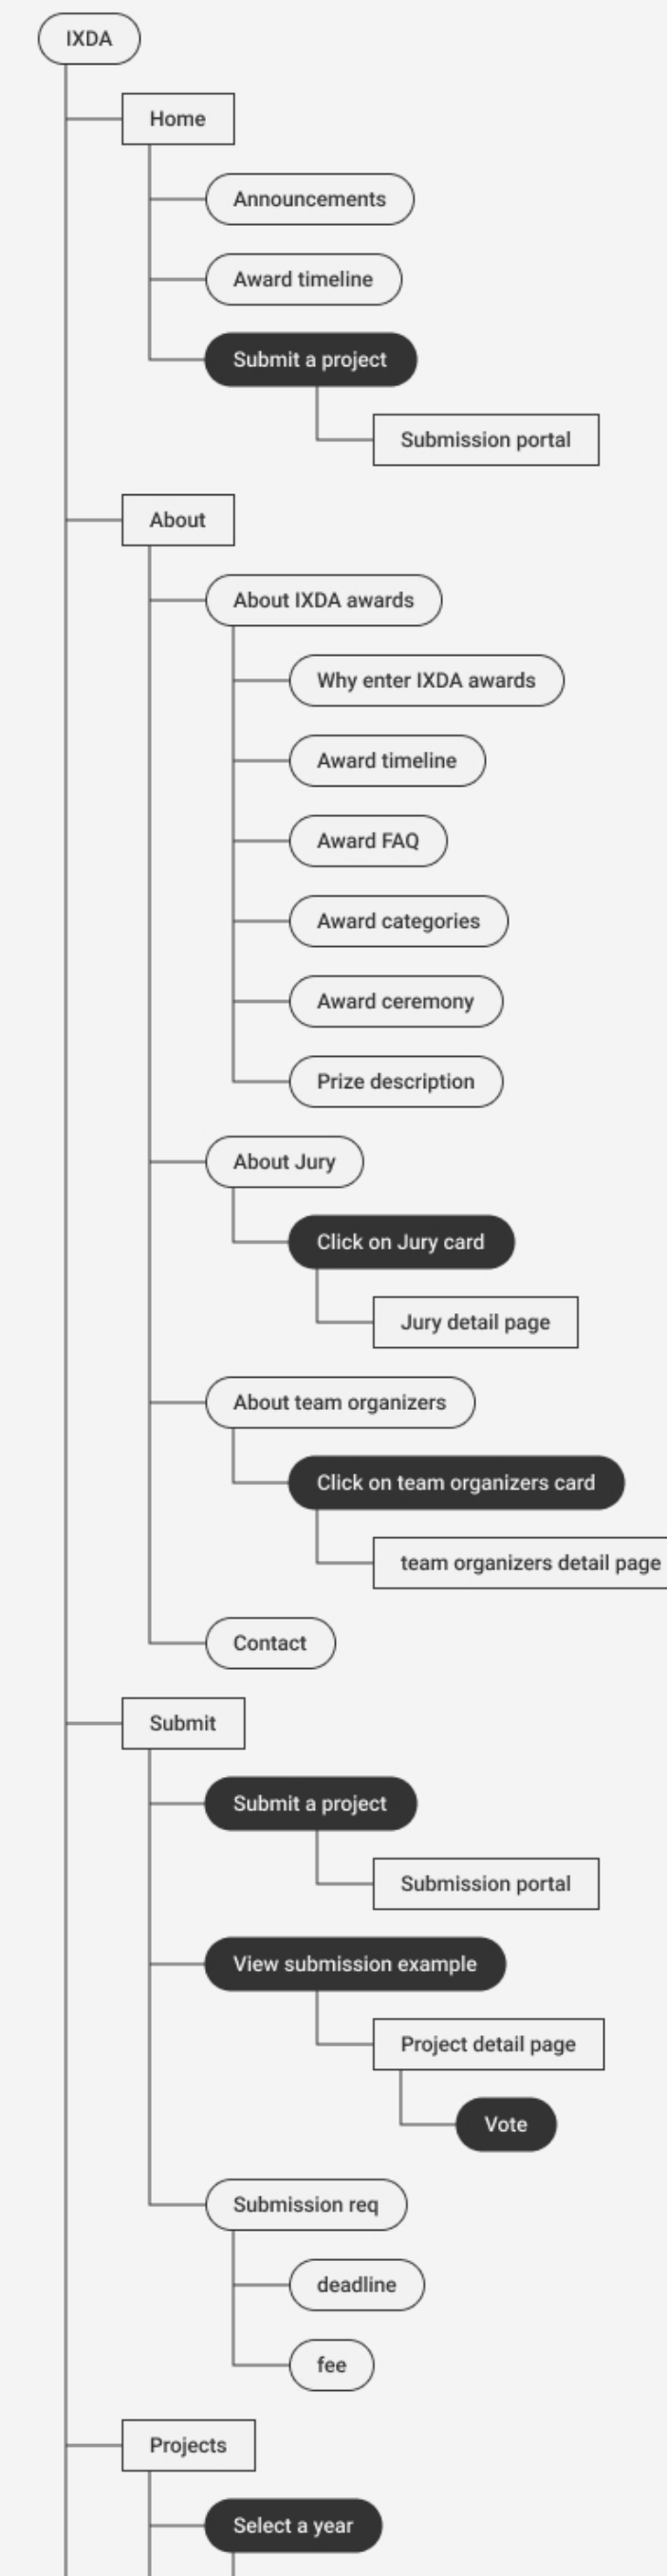 IXDA
Home
Announcements
Award timeline
Submit a project
Submission portal
About
About IXDA awards
Why enter IXDA awards
Award timeline
Award FAQ
Award categories
Award ceremony
Prize description
About Jury
Click on Jury card
Jury detail page
About team organizers
Click on team organizers card
team organizers detail page
Contact
Submit
Submit a project
Submission portal
View submission example
Project detail page
Vote
Submission req
deadline
fee
Projects
Select a year